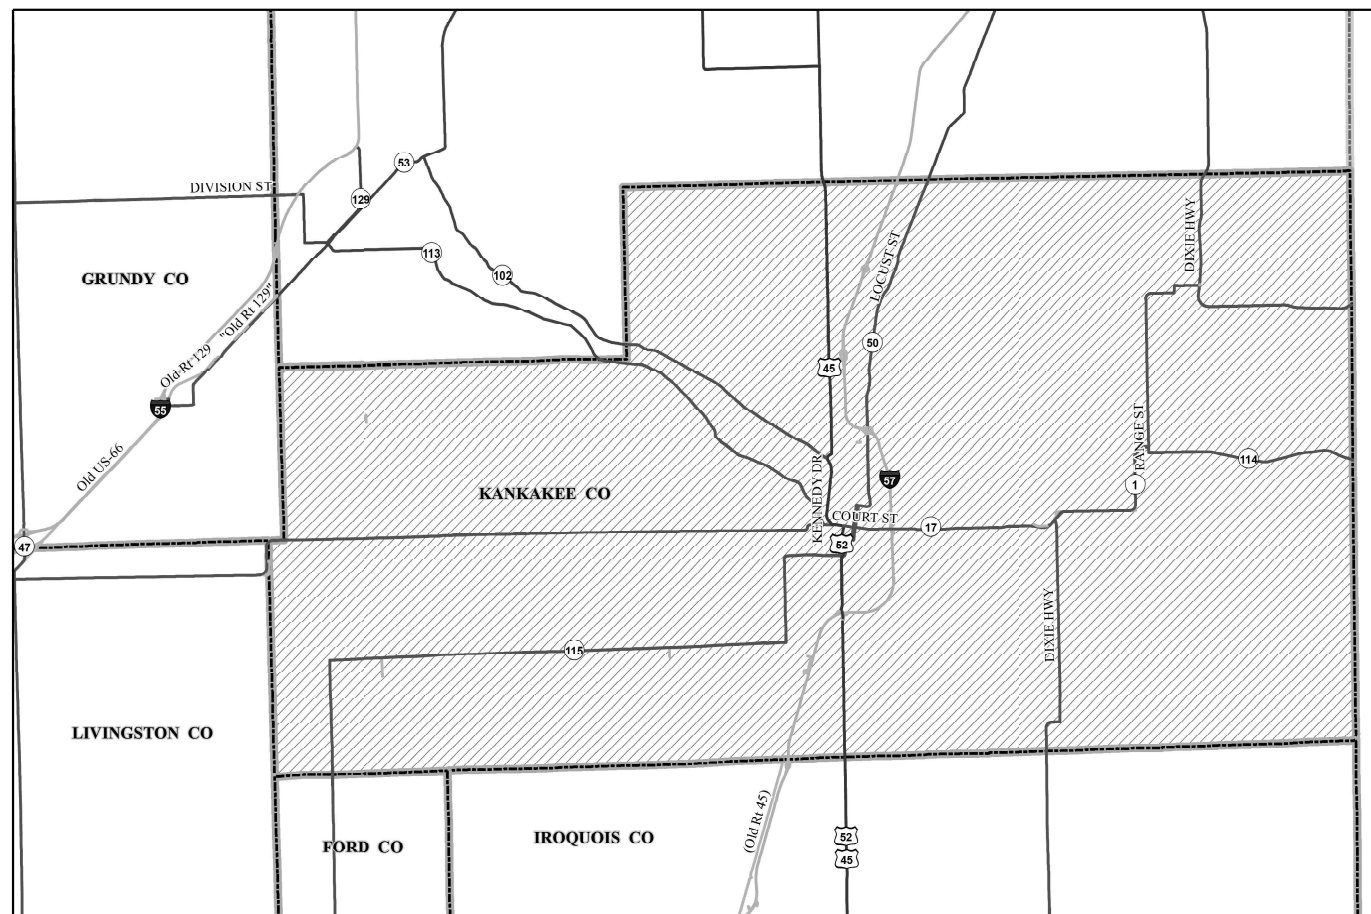 53
DIVISION ST
129
DIXIE HWY
113
LOCUST ST
102
GRUNDY CO
"Old Rt 129"
50
Old Rt 129
45
55
RANGE ST
114
Old US-66
57
KENNEDY DR
1
KANKAKEE CO
COURT ST
17
47
52
EIXIE HWY
115
LIVINGSTON CO
(Old Rt 45)
52
IROQUOIS CO
FORD CO
45